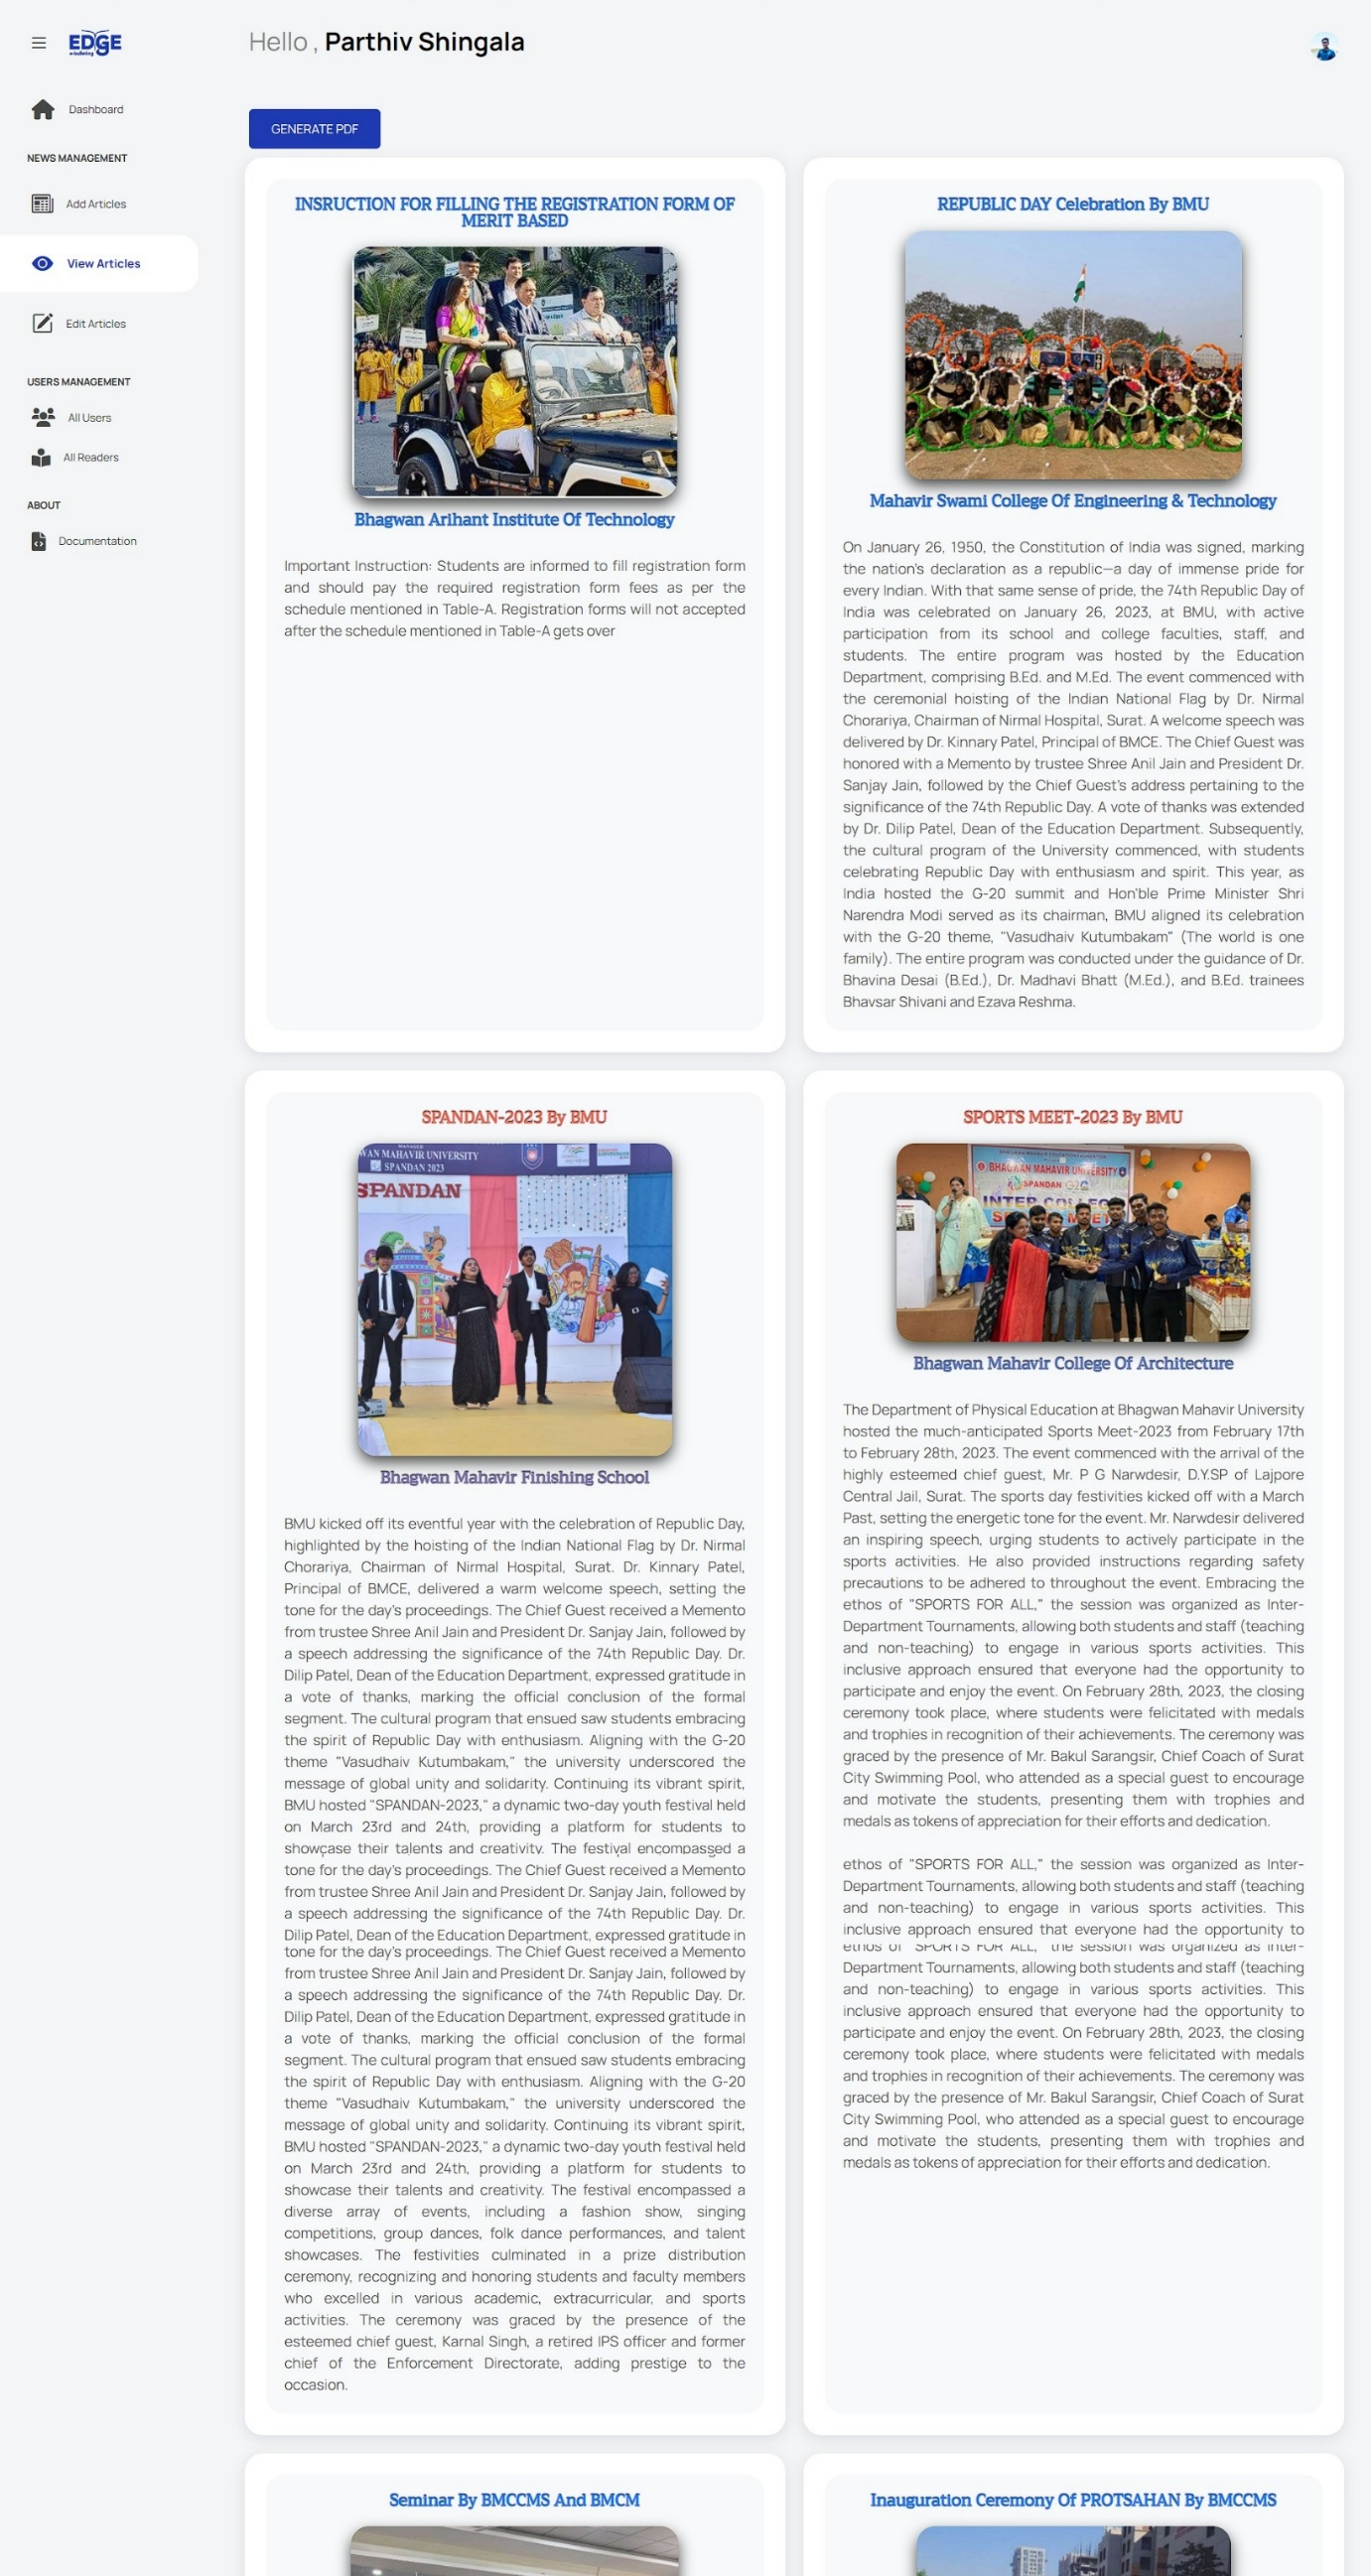 EDGE
Hello , Parthiv Shingala
Dashboard
NEWS MANAGEMENT
Add Articles
View Articles
Edit Articles
USERS MANAGEMENT
All Users
All Readers
ABOUT
Documentation
GENERATE PDF
INSRUCTION FOR FILLING THE REGISTRATION FORM OF
MERIT BASED
Bhagwan Arihant Institute Of Technology
Important Instruction: Students are informed to fill registration form
and should pay the required registration form fees as per the
schedule mentioned in Table-A. Registration forms will not accepted
after the schedule mentioned in Table-A gets over
REPUBLIC DAY Celebration By BMU
Mahavir Swami College Of Engineering & Technology
On January 26, 1950, the Constitution of India was signed, marking
the nation's declaration as a republic—a day of immense pride for
every Indian. With that same sense of pride, the 74th Republic Day of
India was celebrated on January 26, 2023, at BMU, with active
participation from its school and college faculties, staff, and
students. The entire program was hosted by the Education
Department, comprising B.Ed. and M.Ed. The event commenced with
the ceremonial hoisting of the Indian National Flag by Dr. Nirmal
Chorariya, Chairman of Nirmal Hospital, Surat. A welcome speech was
delivered by Dr. Kinnary Patel, Principal of BMCE. The Chief Guest was
honored with a Memento by trustee Shree Anil Jain and President Dr.
Sanjay Jain, followed by the Chief Guest's address pertaining to the
significance of the 74th Republic Day. A vote of thanks was extended
by Dr. Dilip Patel, Dean of the Education Department. Subsequently,
the cultural program of the University commenced, with students
celebrating Republic Day with enthusiasm and spirit. This year, as
India hosted the G-20 summit and Hon'ble Prime Minister Shri
Narendra Modi served as its chairman, BMU aligned its celebration
with the G-20 theme, "Vasudhaiv Kutumbakam" (The world is one
family). The entire program was conducted under the guidance of Dr.
Bhavina Desai (B.Ed.), Dr. Madhavi Bhatt (M.Ed.), and B.Ed. trainees
Bhavsar Shivani and Ezava Reshma.
SPANDAN-2023 By BMU
AN MAHAVIR UNIVERSITY
SPANDAN 2023
SPANDAN
Bhagwan Mahavir Finishing School
BMU kicked off its eventful year with the celebration of Republic Day,
highlighted by the hoisting of the Indian National Flag by Dr. Nirmal
Chorariya, Chairman of Nirmal Hospital, Surat. Dr. Kinnary Patel,
Principal of BMCE, delivered a warm welcome speech, setting the
tone for the day's proceedings. The Chief Guest received a Memento
from trustee Shree Anil Jain and President Dr. Sanjay Jain, followed by
a speech addressing the significance of the 74th Republic Day. Dr.
Dilip Patel, Dean of the Education Department, expressed gratitude in
a vote of thanks, marking the official conclusion of the formal
segment. The cultural program that ensued saw students embracing
the spirit of Republic Day with enthusiasm. Aligning with the G-20
theme "Vasudhaiv Kutumbakam," the university underscored the
message of global unity and solidarity. Continuing its vibrant spirit,
BMU hosted "SPANDAN-2023," a dynamic two-day youth festival held
on March 23rd and 24th, providing a platform for students to
showcase their talents and creativity. The festival encompassed a
tone for the day's proceedings. The Chief Guest received a Memento
from trustee Shree Anil Jain and President Dr. Sanjay Jain, followed by
a speech addressing the significance of the 74th Republic Day. Dr.
Dilip Patel, Dean of the Education Department, expressed gratitude in
tone for the day's proceedings. The Chief Guest received a Memento
from trustee Shree Anil Jain and President Dr. Sanjay Jain, followed by
a speech addressing the significance of the 74th Republic Day. Dr.
Dilip Patel, Dean of the Education Department, expressed gratitude in
a vote of thanks, marking the official conclusion of the formal
segment. The cultural program that ensued saw students embracing
the spirit of Republic Day with enthusiasm. Aligning with the G-20
theme "Vasudhaiv Kutumbakam," the university underscored the
message of global unity and solidarity. Continuing its vibrant spirit,
BMU hosted "SPANDAN-2023," a dynamic two-day youth festival held
on March 23rd and 24th, providing a platform for students to
showcase their talents and creativity. The festival encompassed a
diverse array of events, including a fashion show, singing
competitions, group dances, folk dance performances, and talent
showcases. The festivities culminated in a prize distribution
ceremony, recognizing and honoring students and faculty members
who excelled in various academic, extracurricular, and sports
activities. The ceremony was graced by the presence of the
esteemed chief guest, Karnal Singh, a retired IPS officer and former
chief of the Enforcement Directorate, adding prestige to the
occasion.
SPORTS MEET-2023 By BMU
BHAGWAN MAHAVIR UNIVERSITY
SPANDAN G20
Bhagwan Mahavir College Of Architecture
The Department of Physical Education at Bhagwan Mahavir University
hosted the much-anticipated Sports Meet-2023 from February 17th
to February 28th, 2023. The event commenced with the arrival of the
highly esteemed chief guest, Mr. P G Narwdesir, D.Y.SP of Lajpore
Central Jail, Surat. The sports day festivities kicked off with a March
Past, setting the energetic tone for the event. Mr. Narwdesir delivered
an inspiring speech, urging students to actively participate in the
sports activities. He also provided instructions regarding safety
precautions to be adhered to throughout the event. Embracing the
ethos of "SPORTS FOR ALL," the session was organized as Inter-
Department Tournaments, allowing both students and staff (teaching
and non-teaching) to engage in various sports activities. This
inclusive approach ensured that everyone had the opportunity to
participate and enjoy the event. On February 28th, 2023, the closing
ceremony took place, where students were felicitated with medals
and trophies in recognition of their achievements. The ceremony was
graced by the presence of Mr. Bakul Sarangsir, Chief Coach of Surat
City Swimming Pool, who attended as a special guest to encourage
and motivate the students, presenting them with trophies and
medals as tokens of appreciation for their efforts and dedication.
ethos of "SPORTS FOR ALL," the session was organized as Inter-
Department Tournaments, allowing both students and staff (teaching
and non-teaching) to engage in various sports activities. This
inclusive approach ensured that everyone had the opportunity to
ethos of "SPORTS FOR ALL," the session was organized as Inter-
Department Tournaments, allowing both students and staff (teaching
and non-teaching) to engage in various sports activities. This
inclusive approach ensured that everyone had the opportunity to
participate and enjoy the event. On February 28th, 2023, the closing
ceremony took place, where students were felicitated with medals
and trophies in recognition of their achievements. The ceremony was
graced by the presence of Mr. Bakul Sarangsir, Chief Coach of Surat
City Swimming Pool, who attended as a special guest to encourage
and motivate the students, presenting them with trophies and
medals as tokens of appreciation for their efforts and dedication.
Seminar By BMCCMS And BMCM
Inauguration Ceremony Of PROTSAHAN By BMCCMS